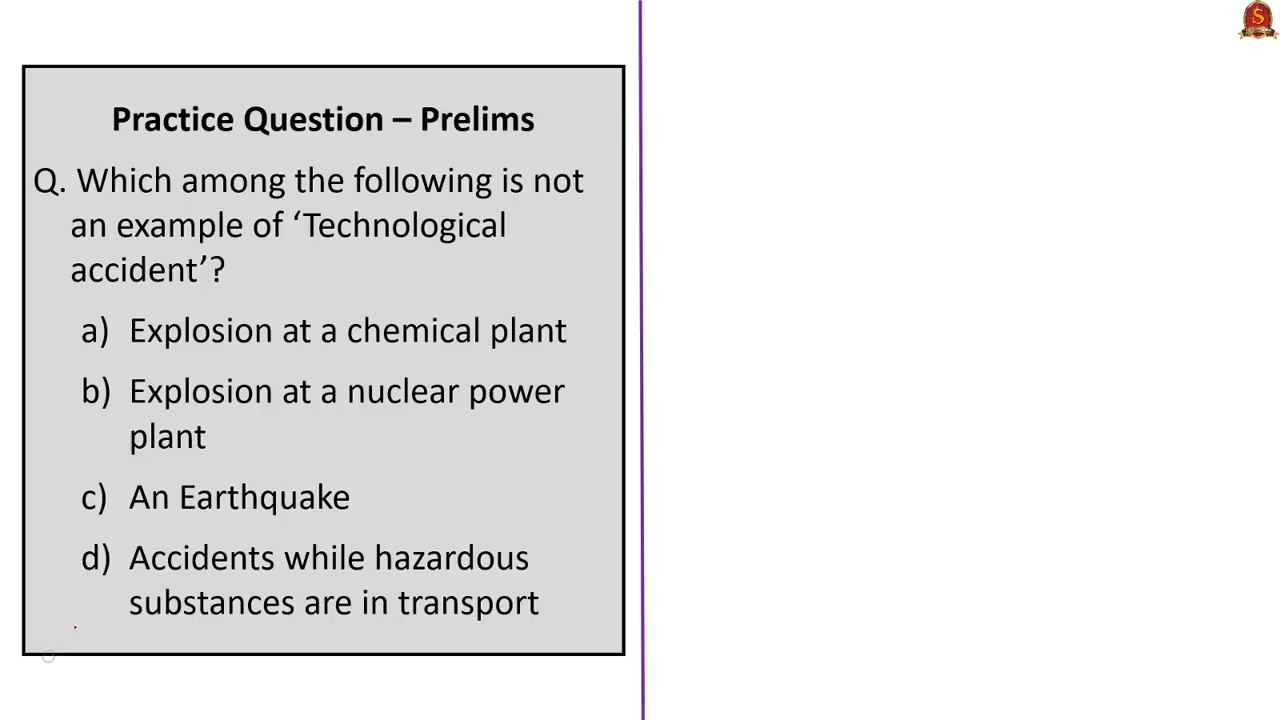 Practice Question – Prelims
Q. Which among the following is not
an example of ‘Technological
accident’?
a) Explosion at a chemical plant
b) Explosion at a nuclear power
plant
c) An Earthquake
d) Accidents while hazardous
substances are in transport
S